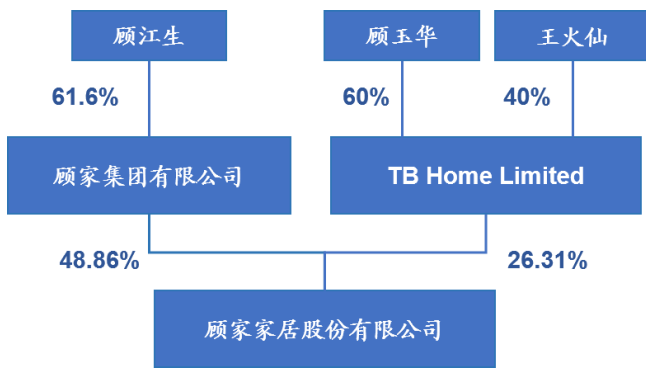 顾江生
顾玉华
王火仙
61.6%
60%
40%
顾家集团有限公司
TB Home Limited
48.86%
26.31%
顾家家居股份有限公司